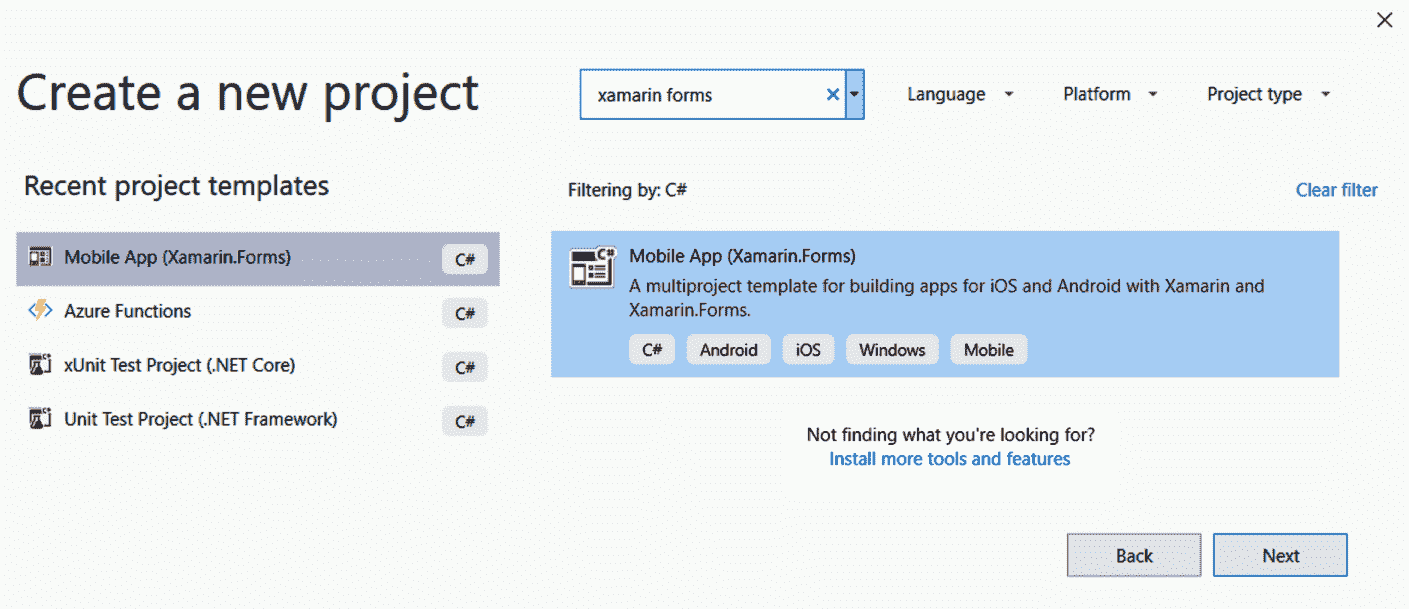 Create a new project
xamarin forms
Language
Platform
Project type
Recent project templates
Filtering by: C#
Clear filter
Mobile App (Xamarin.Forms) C#
Azure Functions C#
xUnit Test Project (.NET Core) C#
Unit Test Project (.NET Framework) C#
C#
Mobile App (Xamarin.Forms)
A multiproject template for building apps for iOS and Android with Xamarin and
Xamarin.Forms.
C# Android iOS Windows Mobile
Not finding what you're looking for?
Install more tools and features
Back
Next